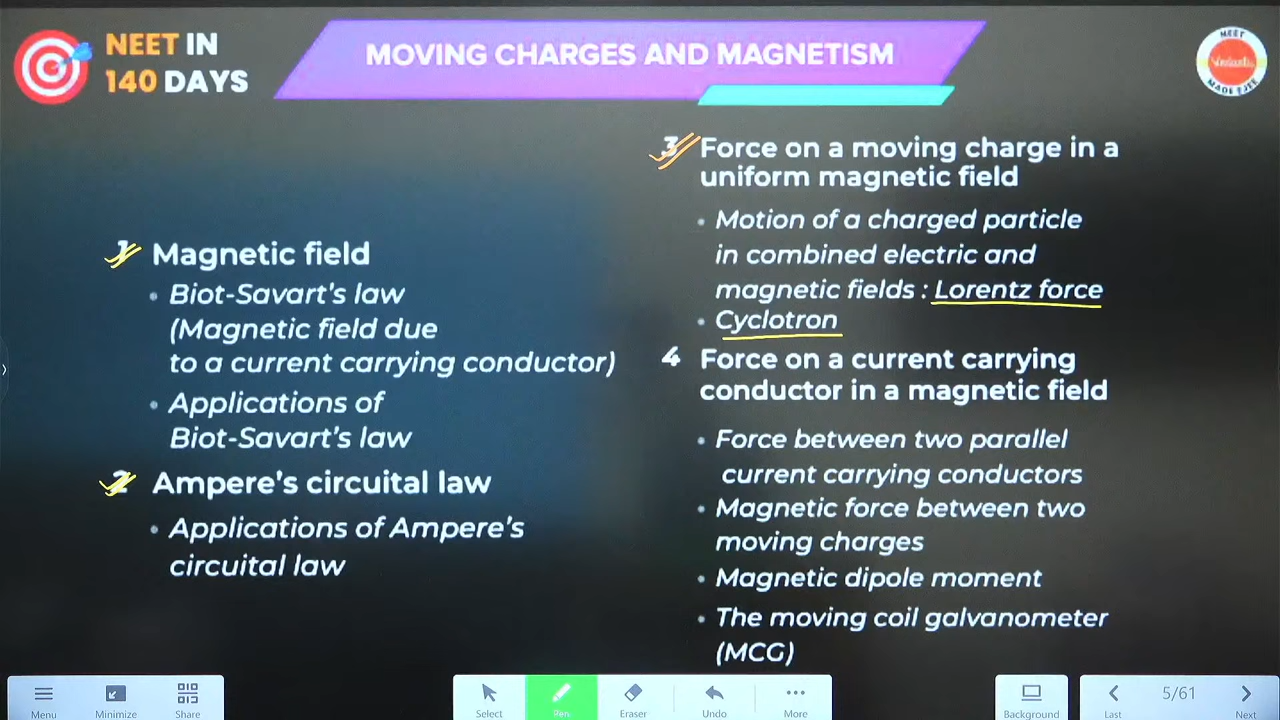 NEET IN
140 DAYS
MOVING CHARGES AND MAGNETISM
NEET
Vedantu
MADE EJEE
1 Magnetic field
• Biot-Savart's law
(Magnetic field due
to a current carrying conductor)
• Applications of
Biot-Savart's law
2 Ampere's circuital law
• Applications of Ampere's
circuital law
3 Force on a moving charge in a
uniform magnetic field
• Motion of a charged particle
in combined electric and
magnetic fields : Lorentz force
• Cyclotron
4 Force on a current carrying
conductor in a magnetic field
• Force between two parallel
current carrying conductors
• Magnetic force between two
moving charges
• Magnetic dipole moment
• The moving coil galvanometer
(MCG)
Menu Minimize Share
Select Pen Eraser Undo More
Background
Last 5/61 Next